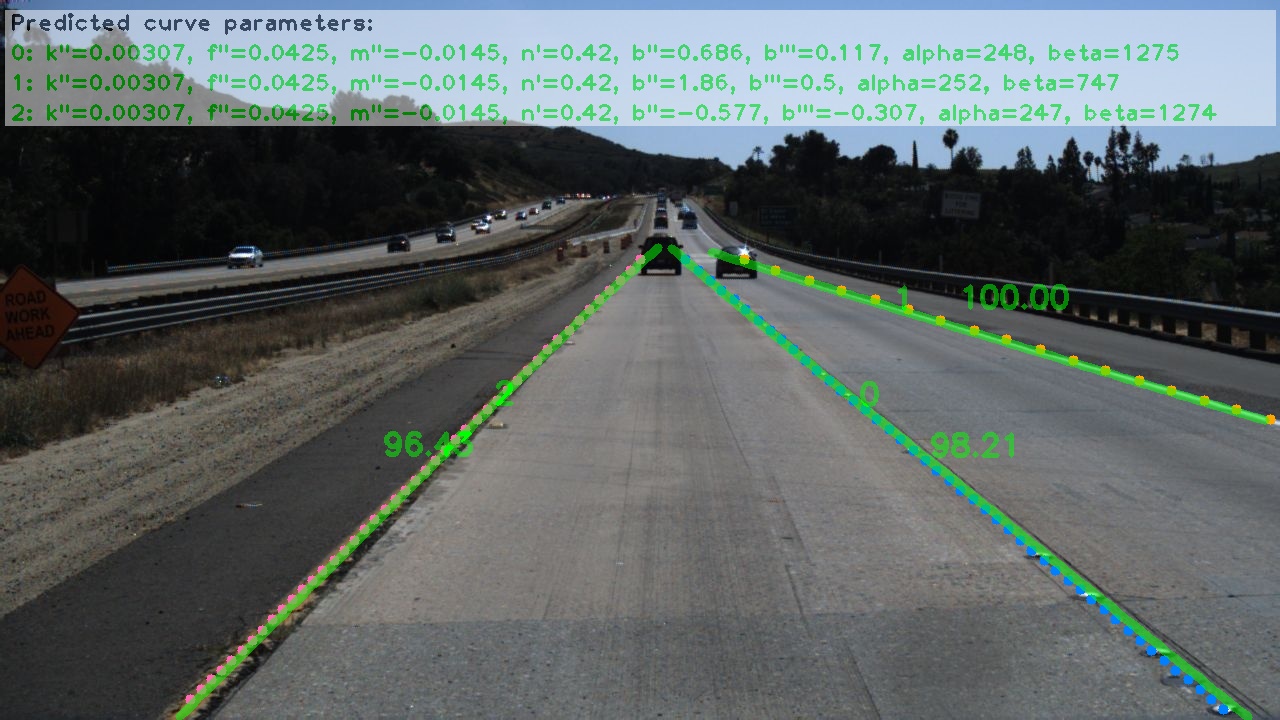 Predicted curve parameters:
0: k''=0.00307, f''=0.0425, m''=-0.0145, n'=0.42, b''=0.686, b'''=0.117, alpha=248, beta=1275
1: k''=0.00307, f''=0.0425, m''=-0.0145, n'=0.42, b''=1.86, b'''=0.5, alpha=252, beta=747
2: k''=0.00307, f''=0.0425, m''=-0.0145, n'=0.42, b''=-0.577, b'''=-0.307, alpha=247, beta=1274
1 100.00
ROAD
WORK
AHEAD
2 0
96.43 98.21